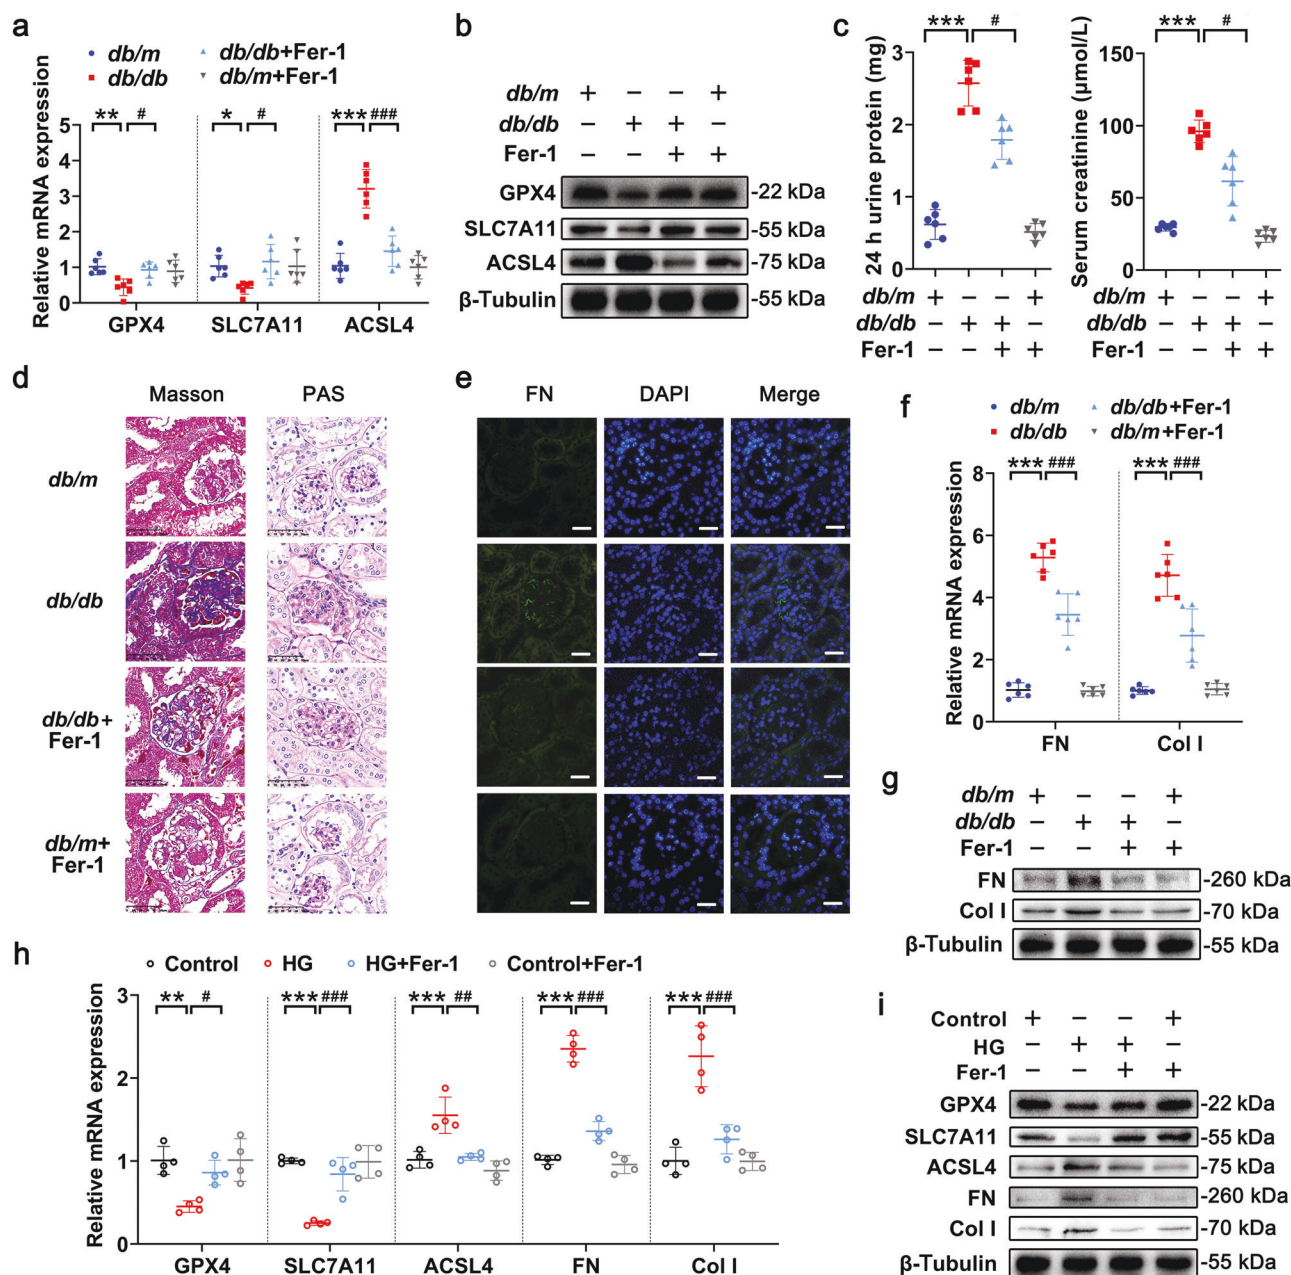 a
db/m
db/db+Fer-1
db/db
db/m+Fer-1
Relative mRNA expression
5
4
3
2
1
0
** # * # *** ###
GPX4 SLC7A11 ACSL4
b
db/m + − − +
db/db − + + −
Fer-1 − − + +
GPX4 -22 kDa
SLC7A11 -55 kDa
ACSL4 -75 kDa
β-Tubulin -55 kDa
c
24 h urine protein (mg)
*** #
3
2
1
0
db/m + − − +
db/db − + + −
Fer-1 − − + +
Serum creatinine (μmol/L)
*** #
150
100
50
0
db/m + − − +
db/db − + + −
Fer-1 − − + +
d
Masson PAS
db/m
db/db
db/db+
Fer-1
db/m+
Fer-1
e
FN DAPI Merge
f
db/m
db/db+Fer-1
db/db
db/m+Fer-1
Relative mRNA expression
*** ### *** ###
8
6
4
2
0
FN Col I
g
db/m + − − +
db/db − + + −
Fer-1 − − + +
FN -260 kDa
Col I -70 kDa
β-Tubulin -55 kDa
h
Control HG HG+Fer-1 Control+Fer-1
Relative mRNA expression
** # *** ### *** ## *** ### *** ###
3
2
1
0
GPX4 SLC7A11 ACSL4 FN Col I
i
Control + − − +
HG − + + −
Fer-1 − − + +
GPX4 -22 kDa
SLC7A11 -55 kDa
ACSL4 -75 kDa
FN -260 kDa
Col I -70 kDa
β-Tubulin -55 kDa